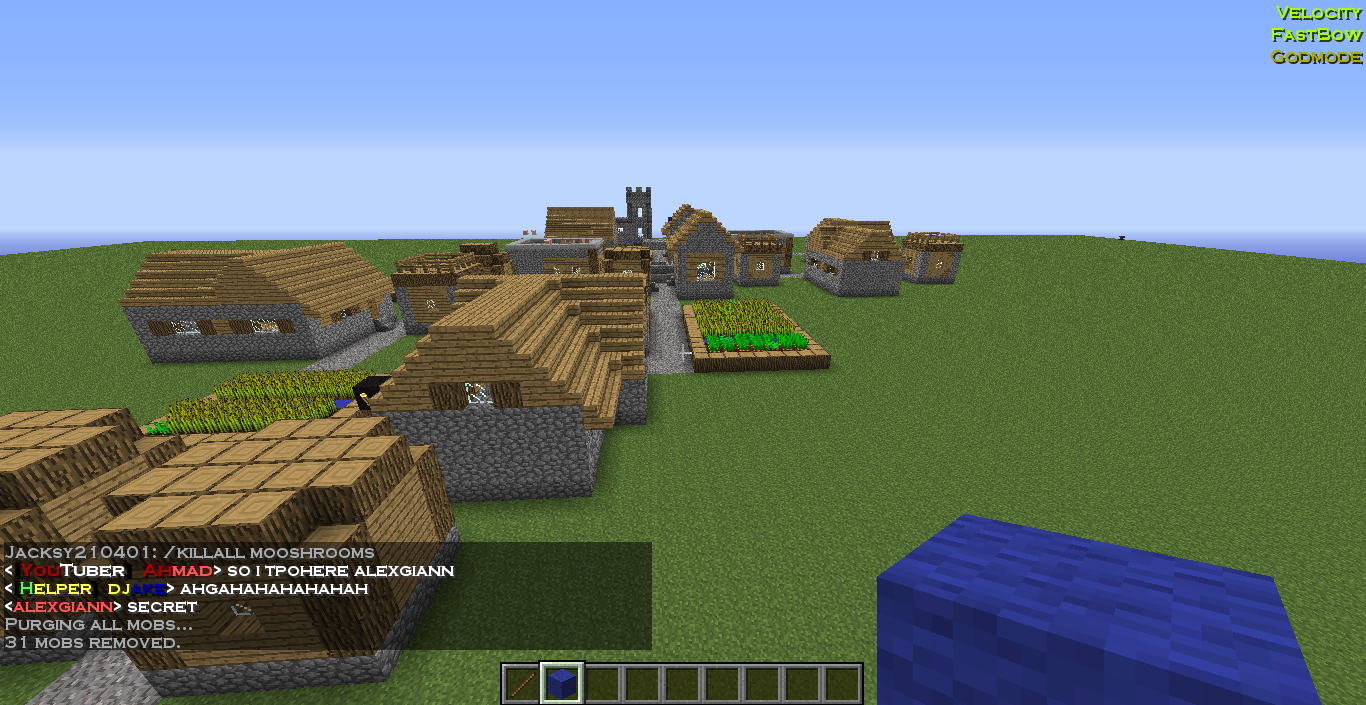 Velocity
FastBow
Godmode
Jacksy210401: /killall mooshrooms
< YouTuber Ahmad> so i tpohere alexgiann
< Helper djake> ahgahahahahahah
<alexgiann> secret
Purging all mobs...
31 mobs removed.